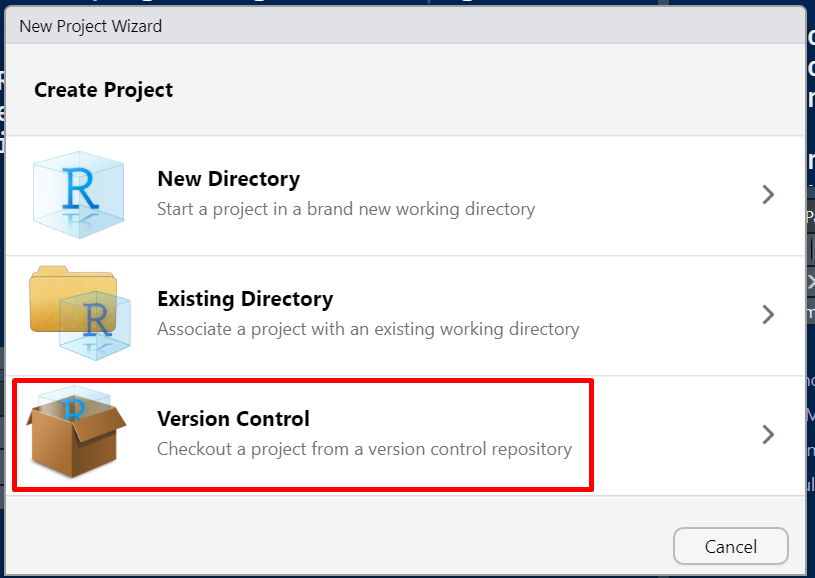 New Project Wizard
Create Project
R
New Directory
Start a project in a brand new working directory
R
Existing Directory
Associate a project with an existing working directory
R
Version Control
Checkout a project from a version control repository
Cancel